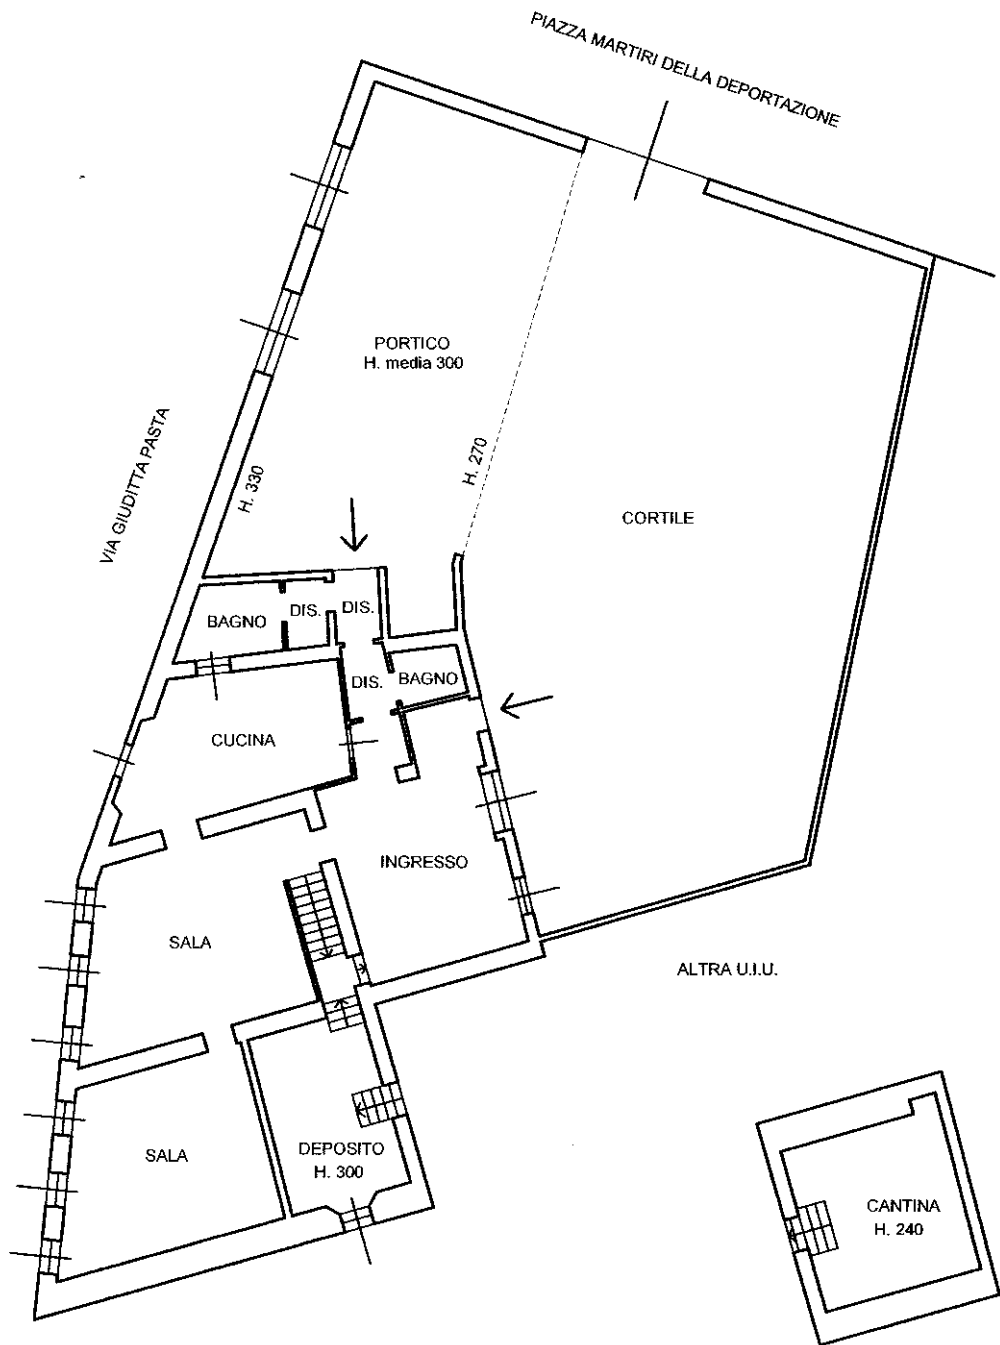 PIAZZA MARTIRI DELLA DEPORTAZIONE
PORTICO
H. media 300
VIA GIUDITTA PASTA
H. 330
H. 270
CORTILE
BAGNO
DIS.
DIS.
DIS.
BAGNO
CUCINA
INGRESSO
SALA
ALTRA U.I.U.
SALA
DEPOSITO
H. 300
CANTINA
H. 240